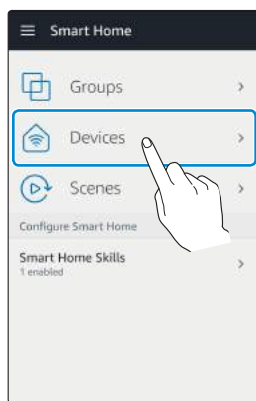 Smart Home
Groups
Devices
Scenes
Configure Smart Home
Smart Home Skills
1 enabled